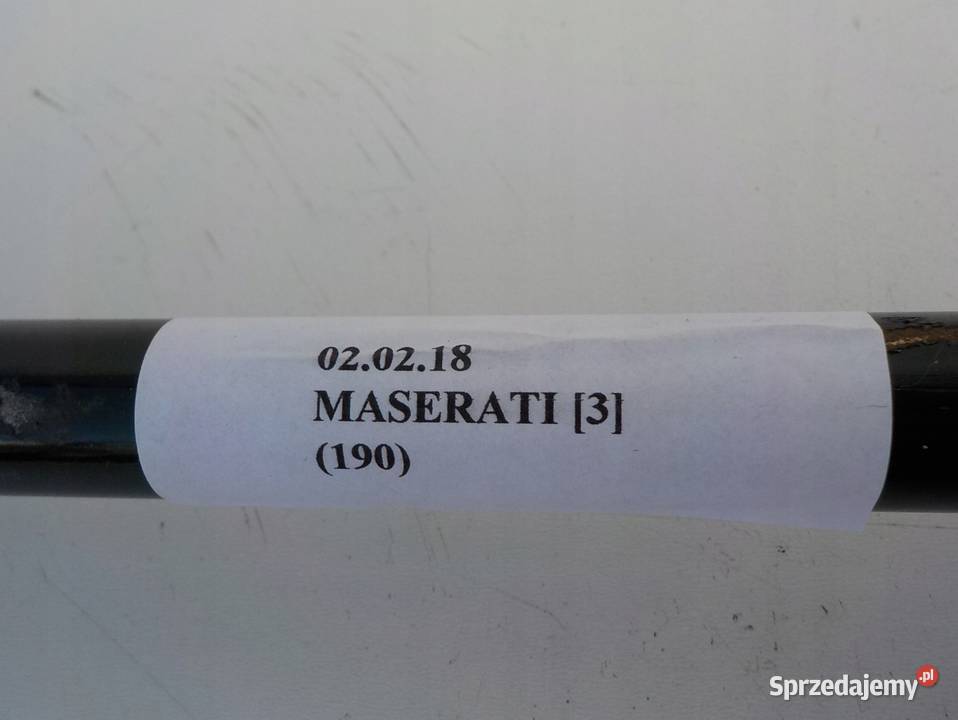 02.02.18
MASERATI [3]
(190)
Sprzedajemy.pl